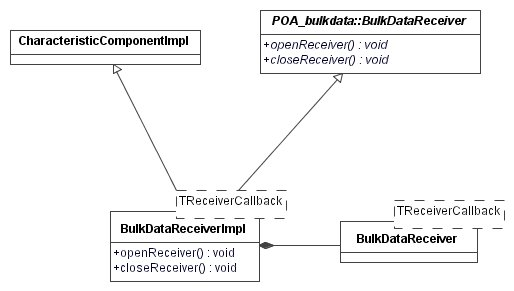 POA_bulkdata::BulkDataReceiver
CharacteristicComponentImpl
+openReceiver() : void
+closeReceiver() : void
TReceiverCallback
TReceiverCallback
BulkDataReceiverImpl
BulkDataReceiver
+openReceiver() : void
+closeReceiver() : void